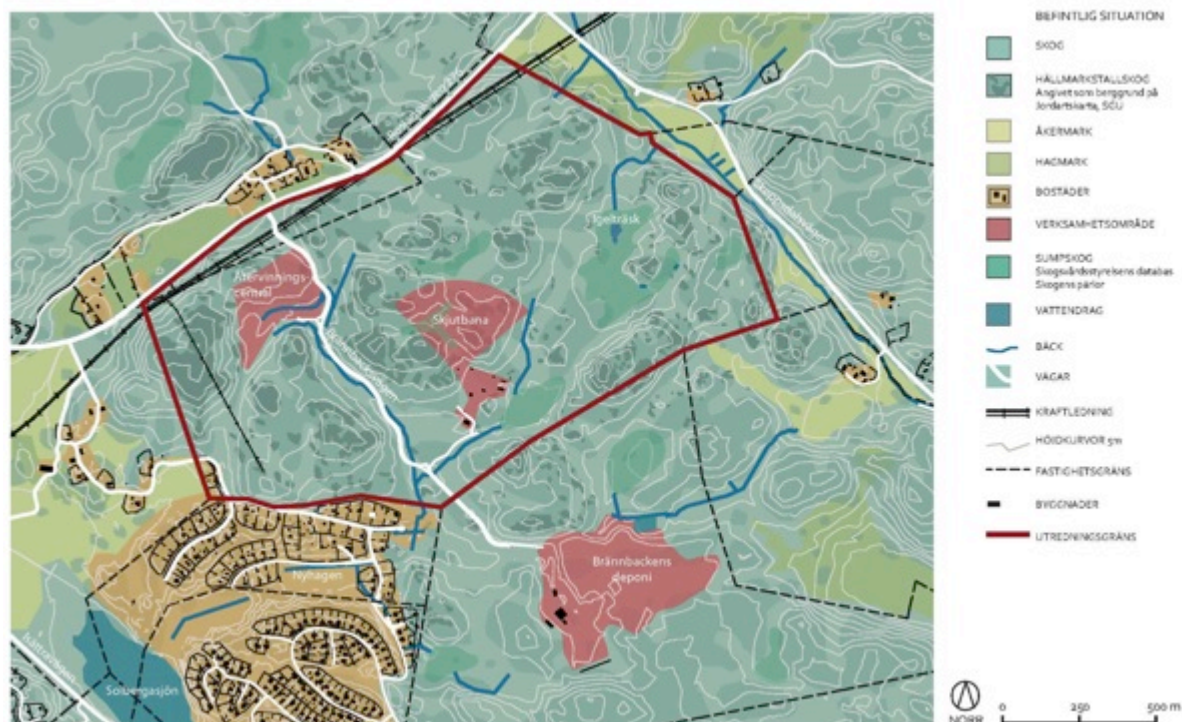 BEFINTLIG SITUATION
SKOG
HÄLLMARKSTALLSKOG
Angivet som berggrund på
Jordartskarta, SGU
ÅKERMARK
HAGMARK
BOSTÄDER
VERKSAMHETSOMRÅDE
SUMPSKOG
Skogsvårdsstyrelsens databas
Skogens pärlor
VATTENDRAG
BÄCK
VÄGAR
KRAFTLEDNING
HÖJDKURVOR 5m
FASTIGHETSGRÄNS
BYGGNADER
UTREDNINGSGRÄNS
NORR
0 250 500 m
Igelträsk
Återvinnings-
central
Skjutbana
Brännbackens
deponi
Nyhagen
Solbergasjön